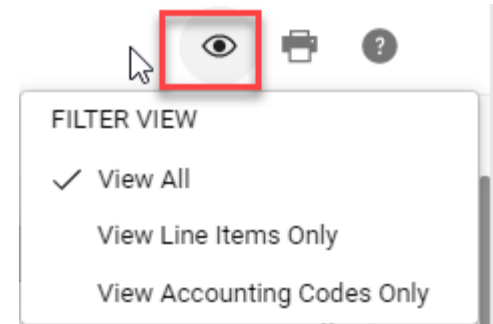 ?
FILTER VIEW
View All
View Line Items Only
View Accounting Codes Only